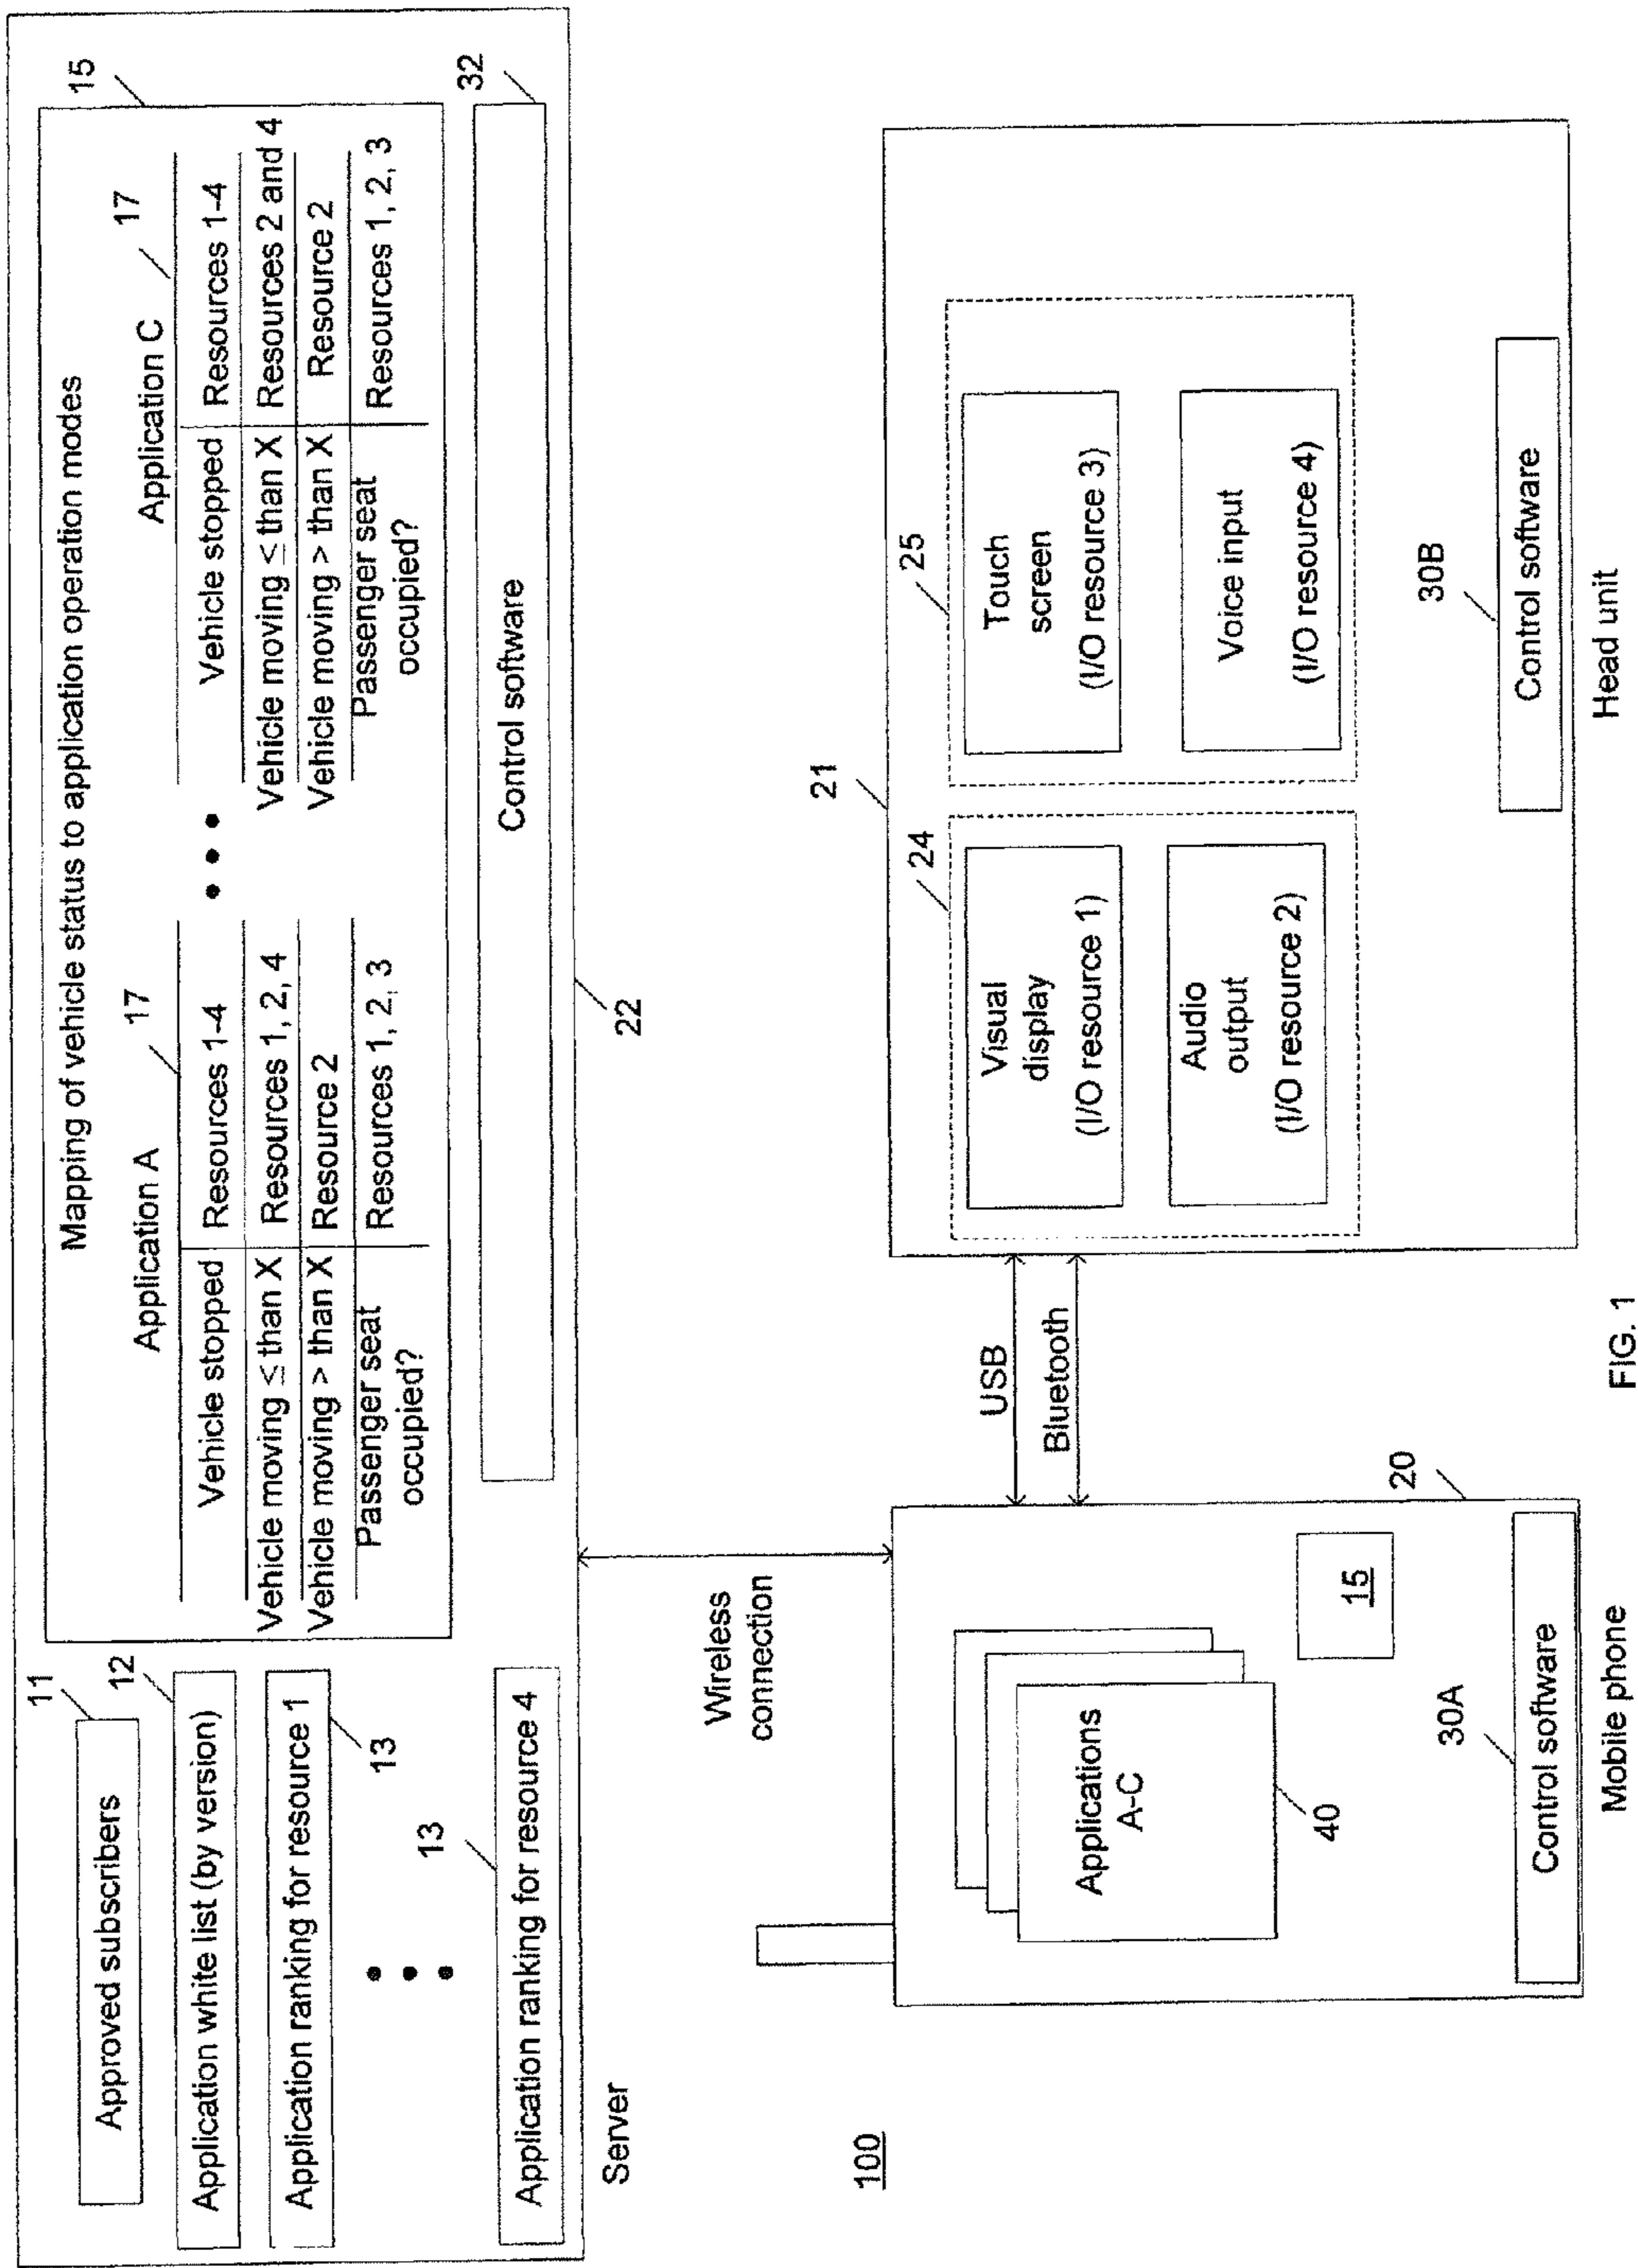 11
Approved subscribers
12
Application white list (by version)
Application ranking for resource 1
13
13
Application ranking for resource 4
Server
Mapping of vehicle status to application operation modes
15
Application A
17
Vehicle stopped Resources 1-4
Vehicle moving ≤ than X Resources 1, 2, 4
Vehicle moving > than X Resource 2
Passenger seat Resources 1, 2, 3
occupied?
Application C
17
Vehicle stopped Resources 1-4
Vehicle moving ≤ than X Resources 2 and 4
Vehicle moving > than X Resource 2
Passenger seat Resources 1, 2, 3
occupied?
Control software
32
22
Wireless
connection
100
Applications
A-C
40
15
20
30A
Control software
Mobile phone
USB
Bluetooth
21
24
Visual
display
(I/O resource 1)
Audio
output
(I/O resource 2)
25
Touch
screen
(I/O resource 3)
Voice input
(I/O resource 4)
30B
Control software
Head unit
FIG. 1